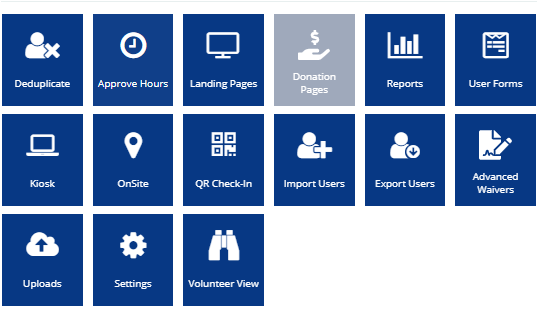 Deduplicate
Approve Hours
Landing Pages
Donation
Pages
Reports
User Forms
Kiosk
OnSite
QR Check-In
Import Users
Export Users
Advanced
Waivers
Uploads
Settings
Volunteer View